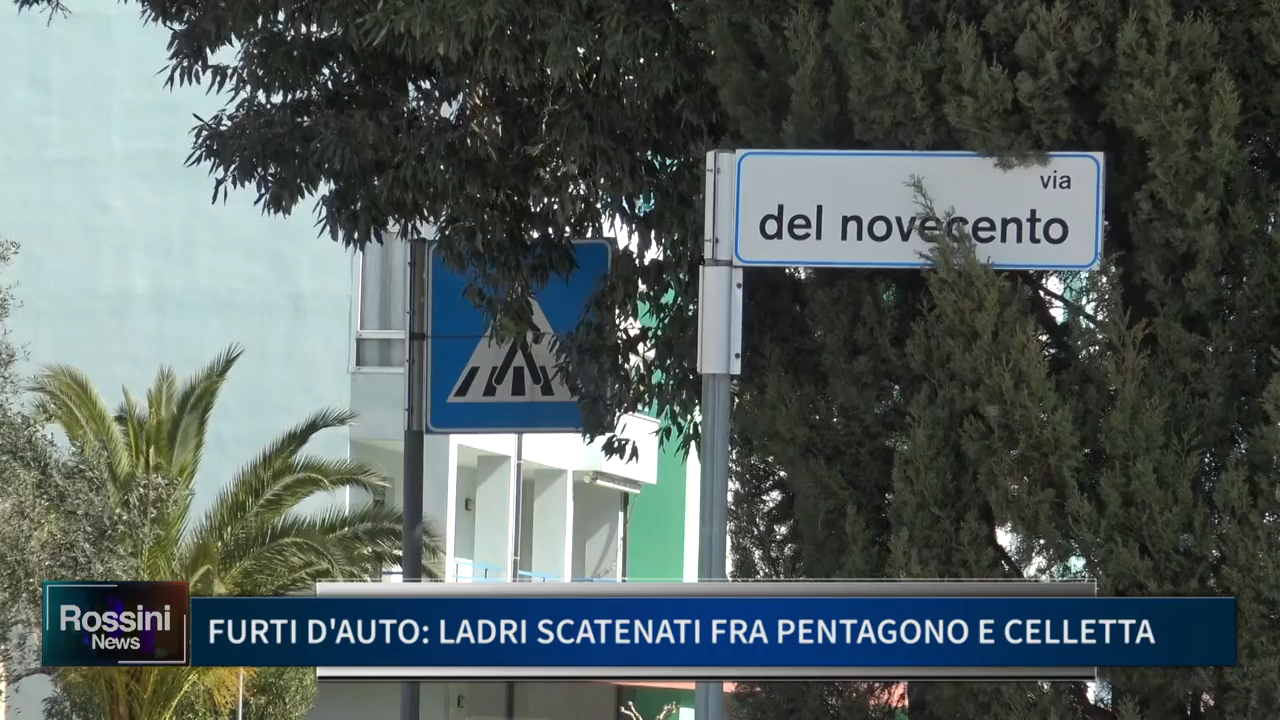 via
del novecento
Rossini
News
FURTI D'AUTO: LADRI SCATENATI FRA PENTAGONO E CELLETTA